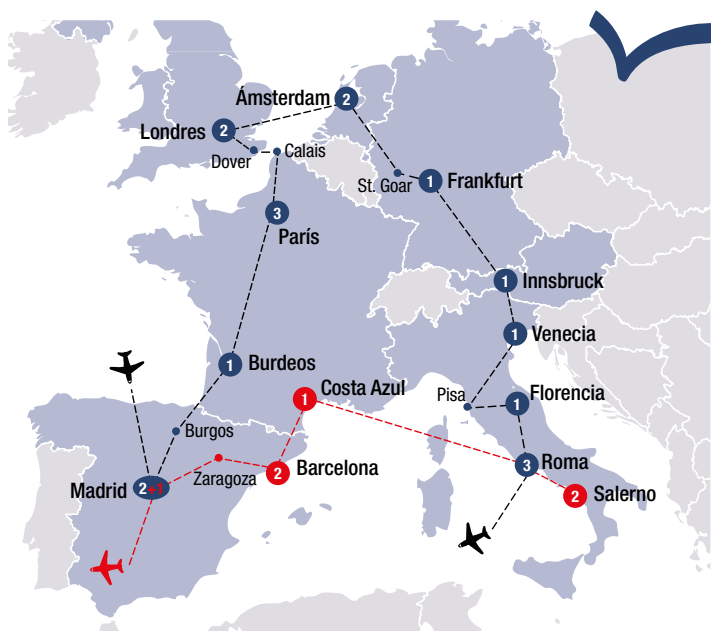 Ámsterdam
2
Londres
2
Dover
Calais
St. Goar
1
Frankfurt
3
París
1
Innsbruck
1
Venecia
1
Burdeos
Costa Azul
1
Pisa
Florencia
1
Burgos
Zaragoza
2
Barcelona
3
Roma
Madrid
2+1
2
Salerno